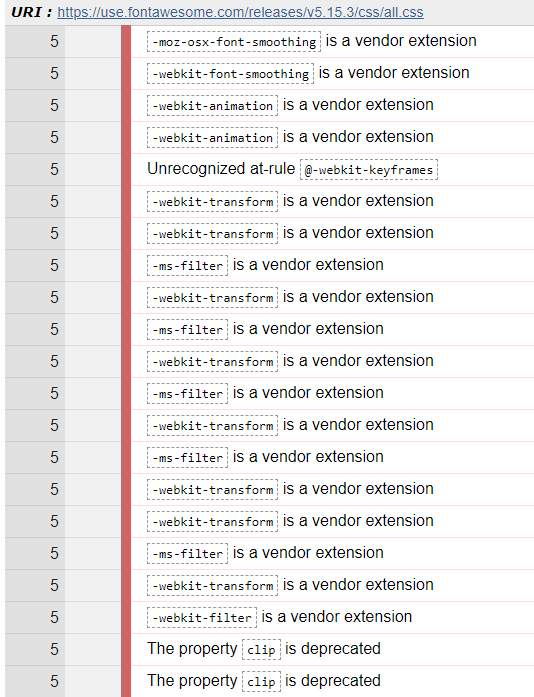 URI : https://use.fontawesome.com/releases/v5.15.3/css/all.css
5 -moz-osx-font-smoothing is a vendor extension
5 -webkit-font-smoothing is a vendor extension
5 -webkit-animation is a vendor extension
5 -webkit-animation is a vendor extension
5 Unrecognized at-rule @-webkit-keyframes
5 -webkit-transform is a vendor extension
5 -webkit-transform is a vendor extension
5 -ms-filter is a vendor extension
5 -webkit-transform is a vendor extension
5 -ms-filter is a vendor extension
5 -webkit-transform is a vendor extension
5 -ms-filter is a vendor extension
5 -webkit-transform is a vendor extension
5 -ms-filter is a vendor extension
5 -webkit-transform is a vendor extension
5 -webkit-transform is a vendor extension
5 -ms-filter is a vendor extension
5 -webkit-transform is a vendor extension
5 -webkit-filter is a vendor extension
5 The property clip is deprecated
5 The property clip is deprecated